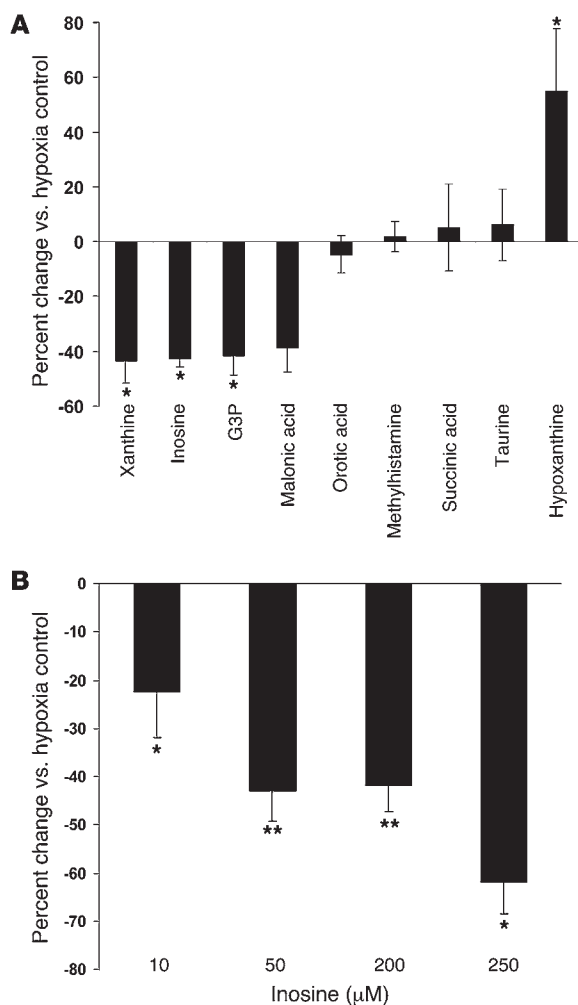 A
Percent change vs. hypoxia control
80
60
40
20
0
-20
-40
-60
*
*
*
*
Xanthine
Inosine
G3P
Malonic acid
Orotic acid
Methylhistamine
Succinic acid
Taurine
Hypoxanthine
B
Percent change vs. hypoxia control
0
-10
-20
-30
-40
-50
-60
-70
-80
*
**
**
*
10 50 200 250
Inosine (μM)